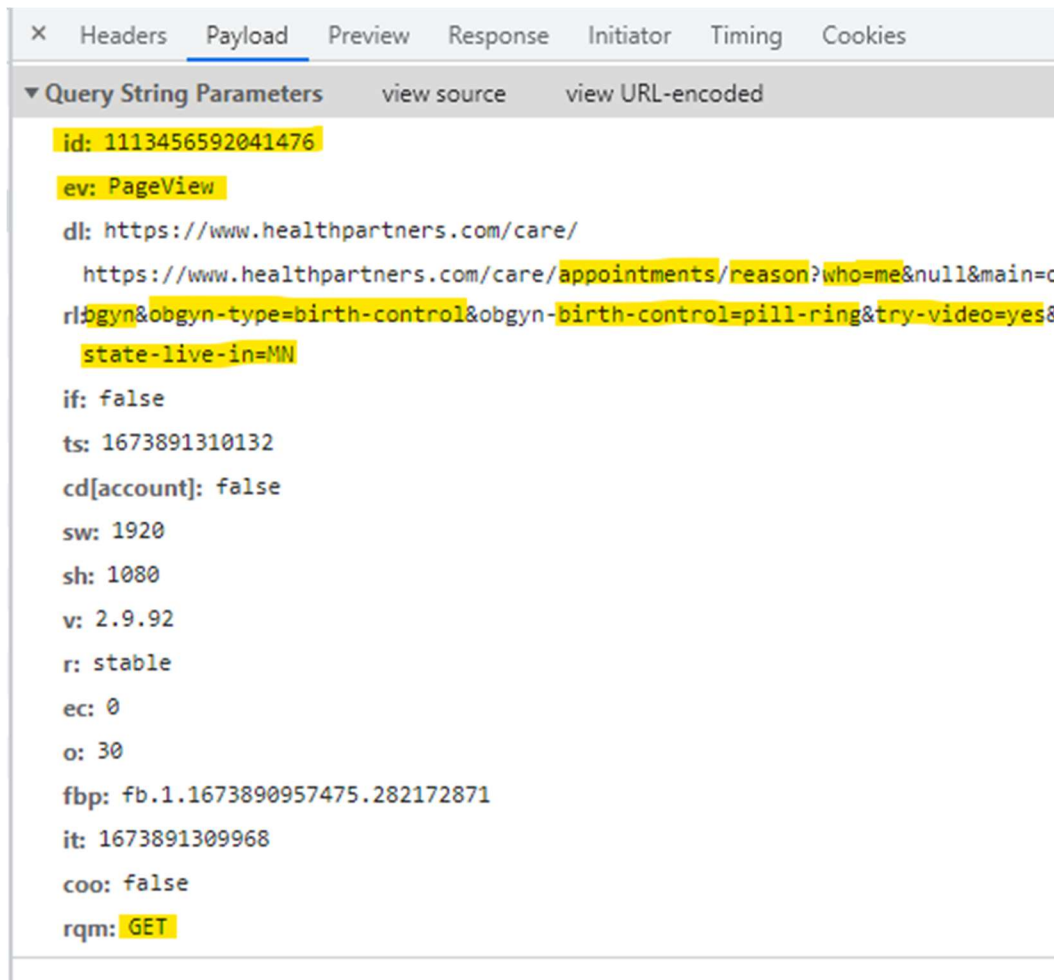 × Headers Payload Preview Response Initiator Timing Cookies
▼ Query String Parameters view source view URL-encoded
id: 1113456592041476
ev: PageView
dl: https://www.healthpartners.com/care/
https://www.healthpartners.com/care/appointments/reason?who=me&null&main=o
rl: bgyn&obgyn-type=birth-control&obgyn-birth-control=pill-ring&try-video=yes&
state-live-in=MN
if: false
ts: 1673891310132
cd[account]: false
sw: 1920
sh: 1080
v: 2.9.92
r: stable
ec: 0
o: 30
fbp: fb.1.1673890957475.282172871
it: 1673891309968
coo: false
rqm: GET